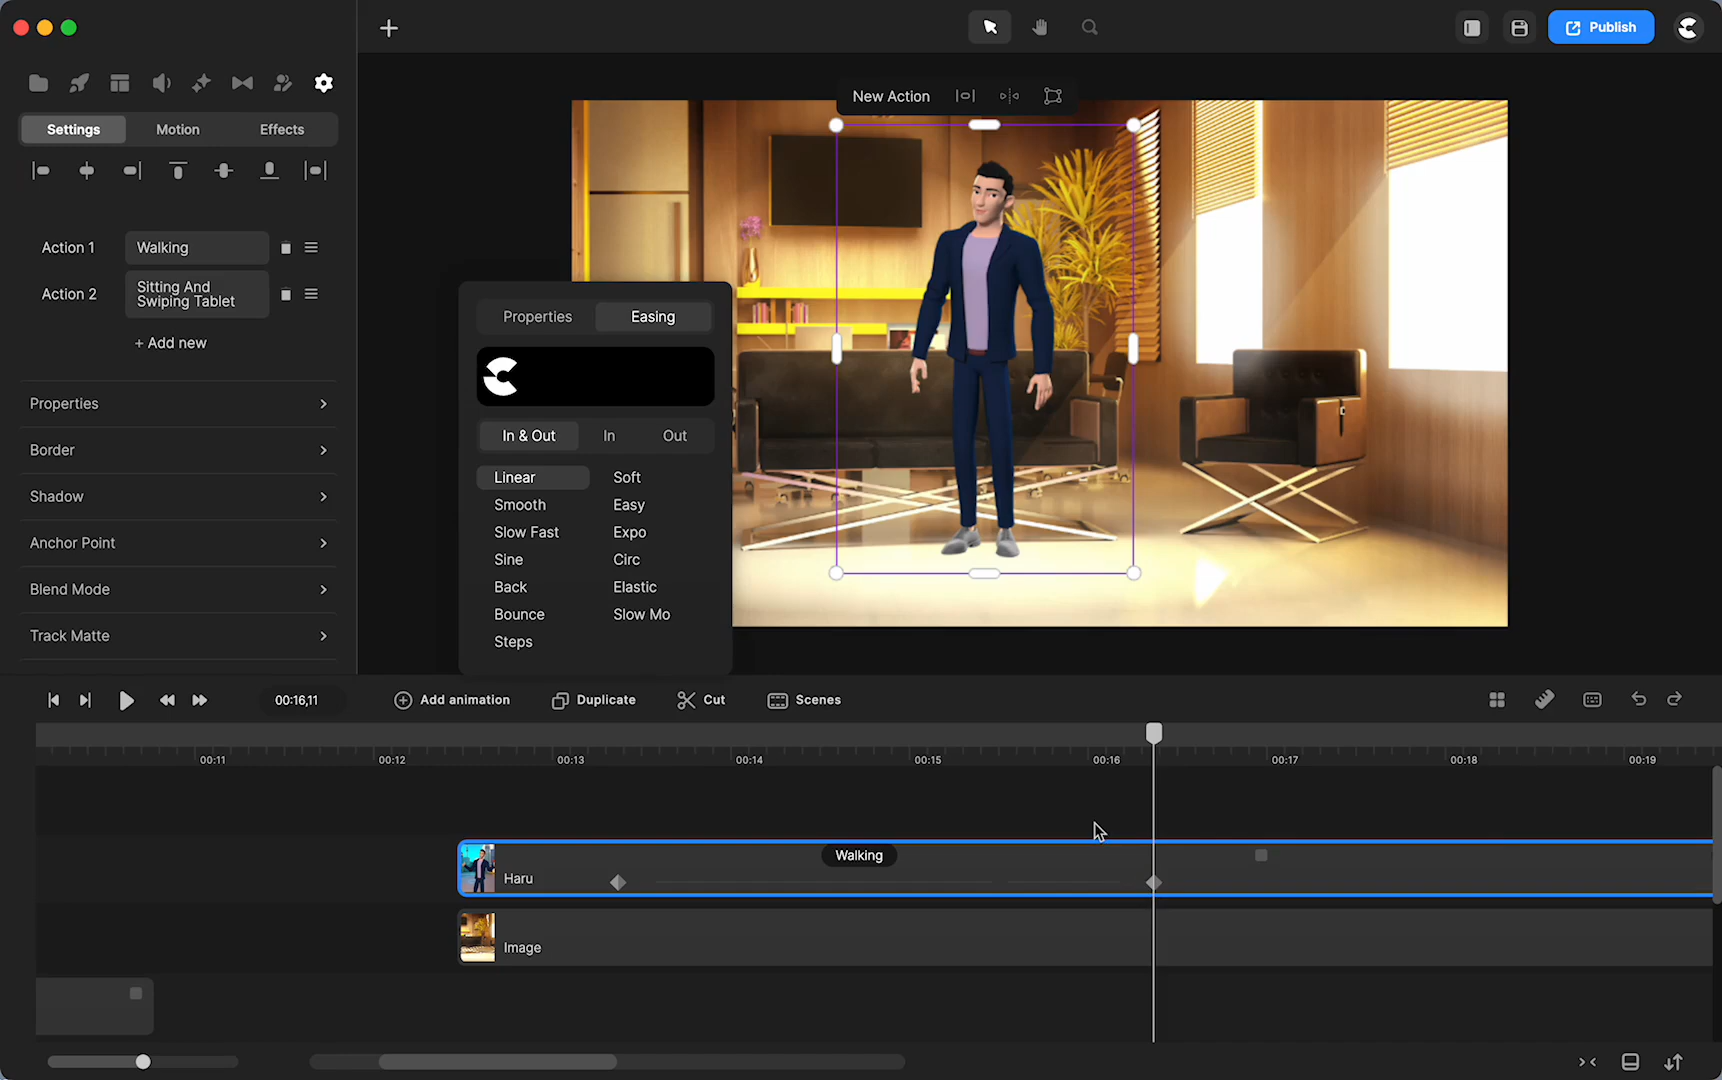 Publish
Settings
Motion
Effects
New Action
Action 1
Walking
Action 2
Sitting And
Swiping Tablet
+ Add new
Properties
Border
Shadow
Anchor Point
Blend Mode
Track Matte
Properties
Easing
In & Out
In
Out
Linear
Soft
Smooth
Easy
Slow Fast
Expo
Sine
Circ
Back
Elastic
Bounce
Slow Mo
Steps
00:16,11
Add animation
Duplicate
Cut
Scenes
00:11
00:12
00:13
00:14
00:15
00:16
00:17
00:18
00:19
Walking
Haru
Image